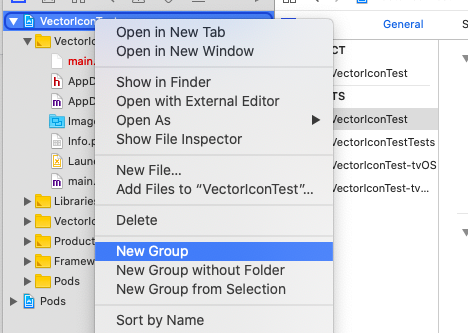 VectorIconTest
General
S
Open in New Tab
Open in New Window
VectorI
main.
AppD
AppD
Image
Info.p
Laun
main.
Libraries
VectorIc
Product
Framew
Pods
Pods
Show in Finder
Open with External Editor
Open As
Show File Inspector
New File...
Add Files to “VectorIconTest”...
Delete
New Group
New Group without Folder
New Group from Selection
Sort by Name
CT
VectorIconTest
TS
VectorIconTest
VectorIconTestTests
VectorIconTest-tvOS
VectorIconTest-tv...